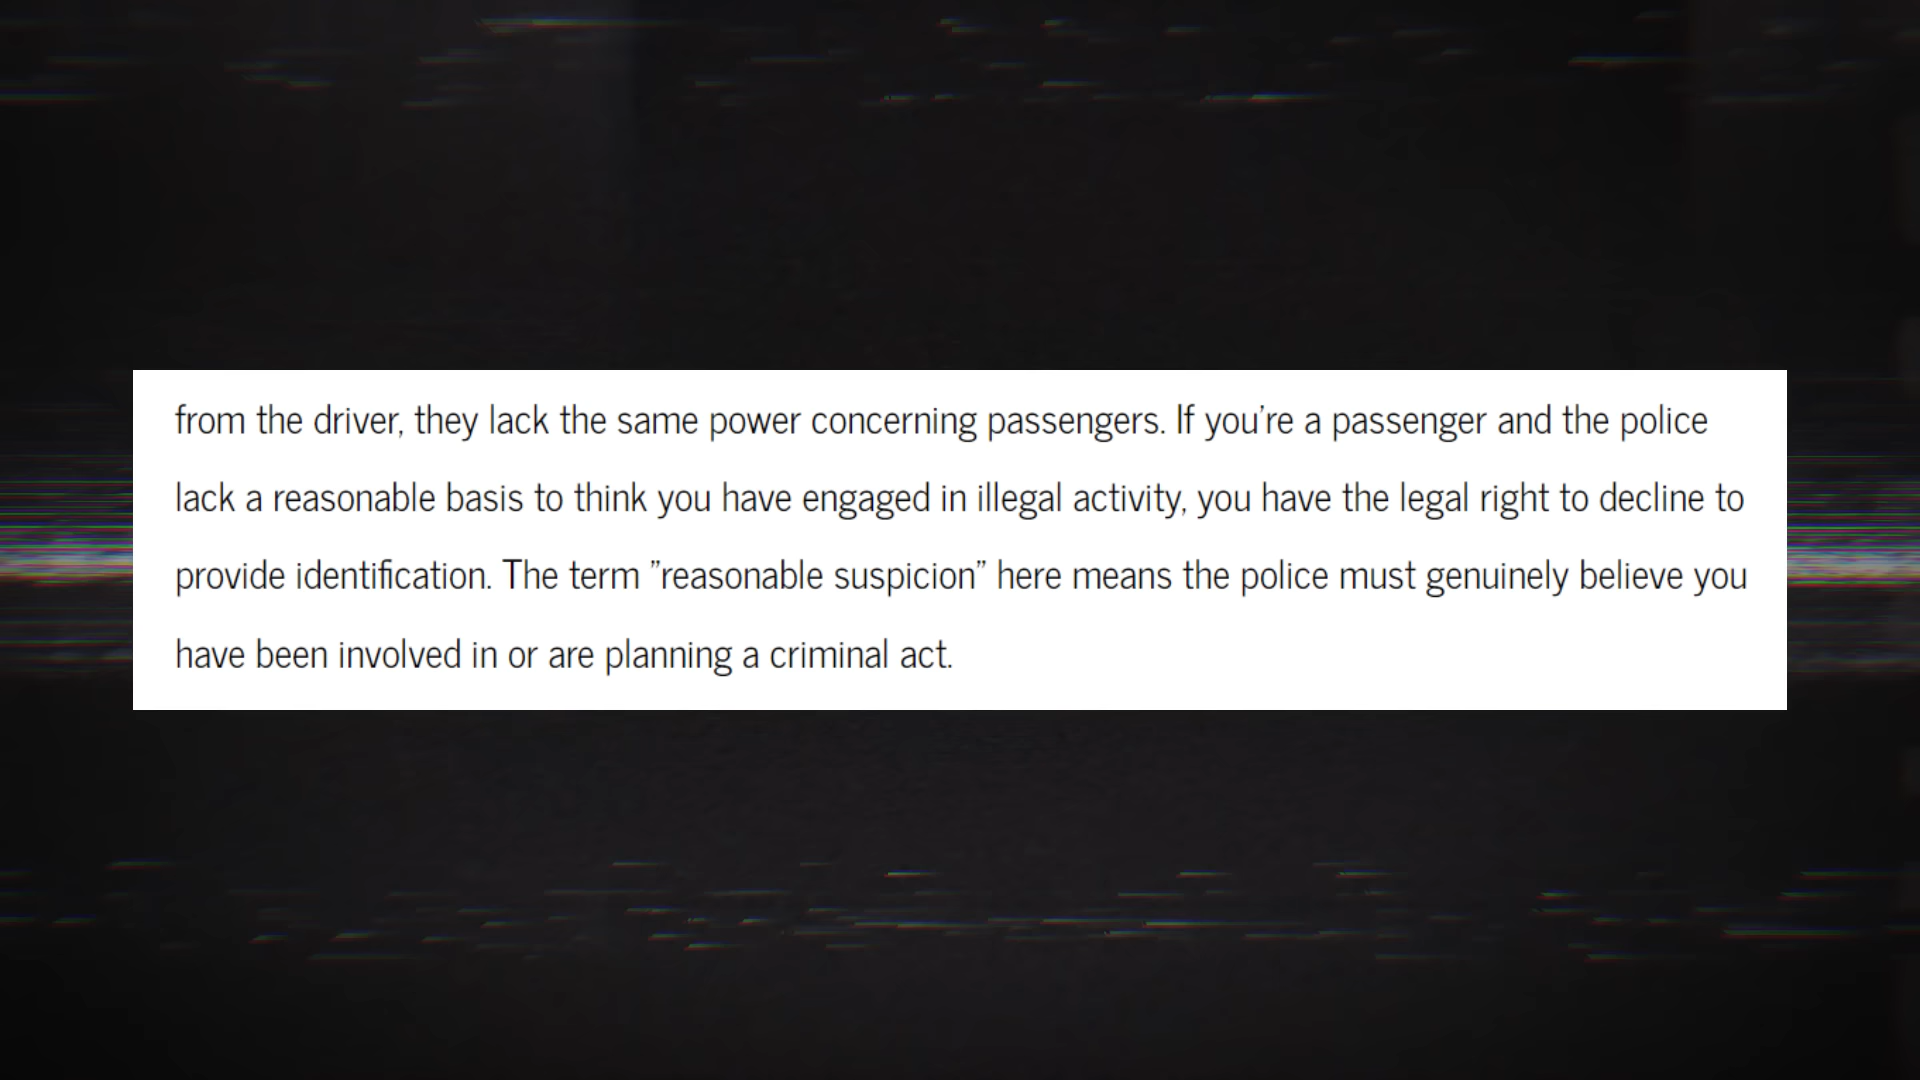 from the driver, they lack the same power concerning passengers. If you're a passenger and the police
lack a reasonable basis to think you have engaged in illegal activity, you have the legal right to decline to
provide identification. The term "reasonable suspicion" here means the police must genuinely believe you
have been involved in or are planning a criminal act.